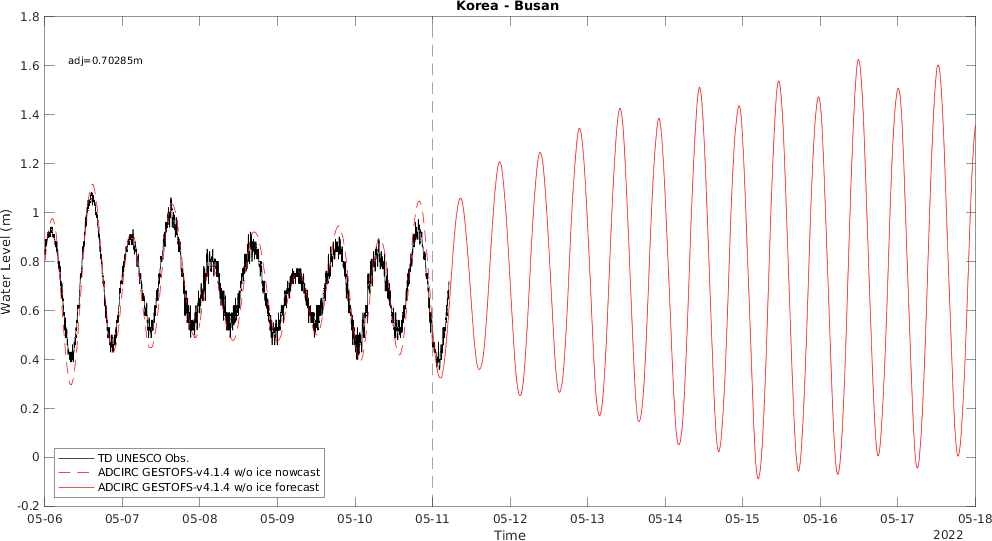 Korea - Busan
adj=0.70285m
Water Level (m)
1.8
1.6
1.4
1.2
1
0.8
0.6
0.4
0.2
0
-0.2
TD UNESCO Obs.
ADCIRC GESTOFS-v4.1.4 w/o ice nowcast
ADCIRC GESTOFS-v4.1.4 w/o ice forecast
05-06 05-07 05-08 05-09 05-10 05-11 05-12 05-13 05-14 05-15 05-16 05-17 05-18
Time
2022